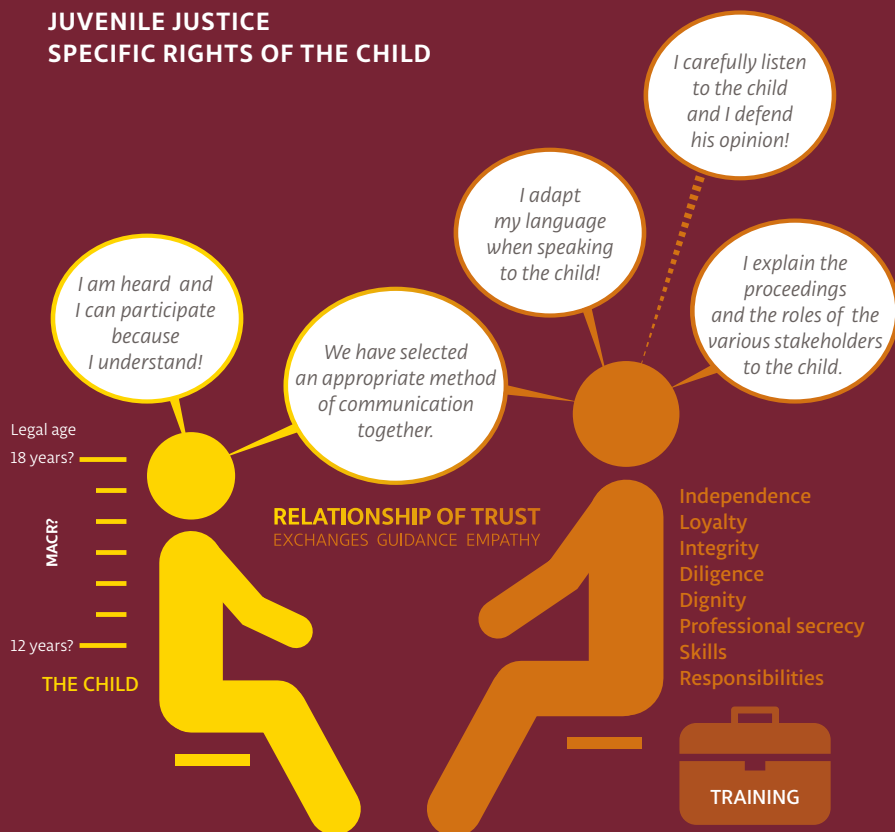 JUVENILE JUSTICE
SPECIFIC RIGHTS OF THE CHILD
I carefully listen
to the child
and I defend
his opinion!
I adapt
my language
when speaking
to the child!
I explain the
proceedings
and the roles of the
various stakeholders
to the child.
I am heard and
I can participate
because
I understand!
We have selected
an appropriate method
of communication
together.
Legal age
18 years?
MACR?
12 years?
THE CHILD
RELATIONSHIP OF TRUST
EXCHANGES GUIDANCE EMPATHY
Independence
Loyalty
Integrity
Diligence
Dignity
Professional secrecy
Skills
Responsibilities
TRAINING